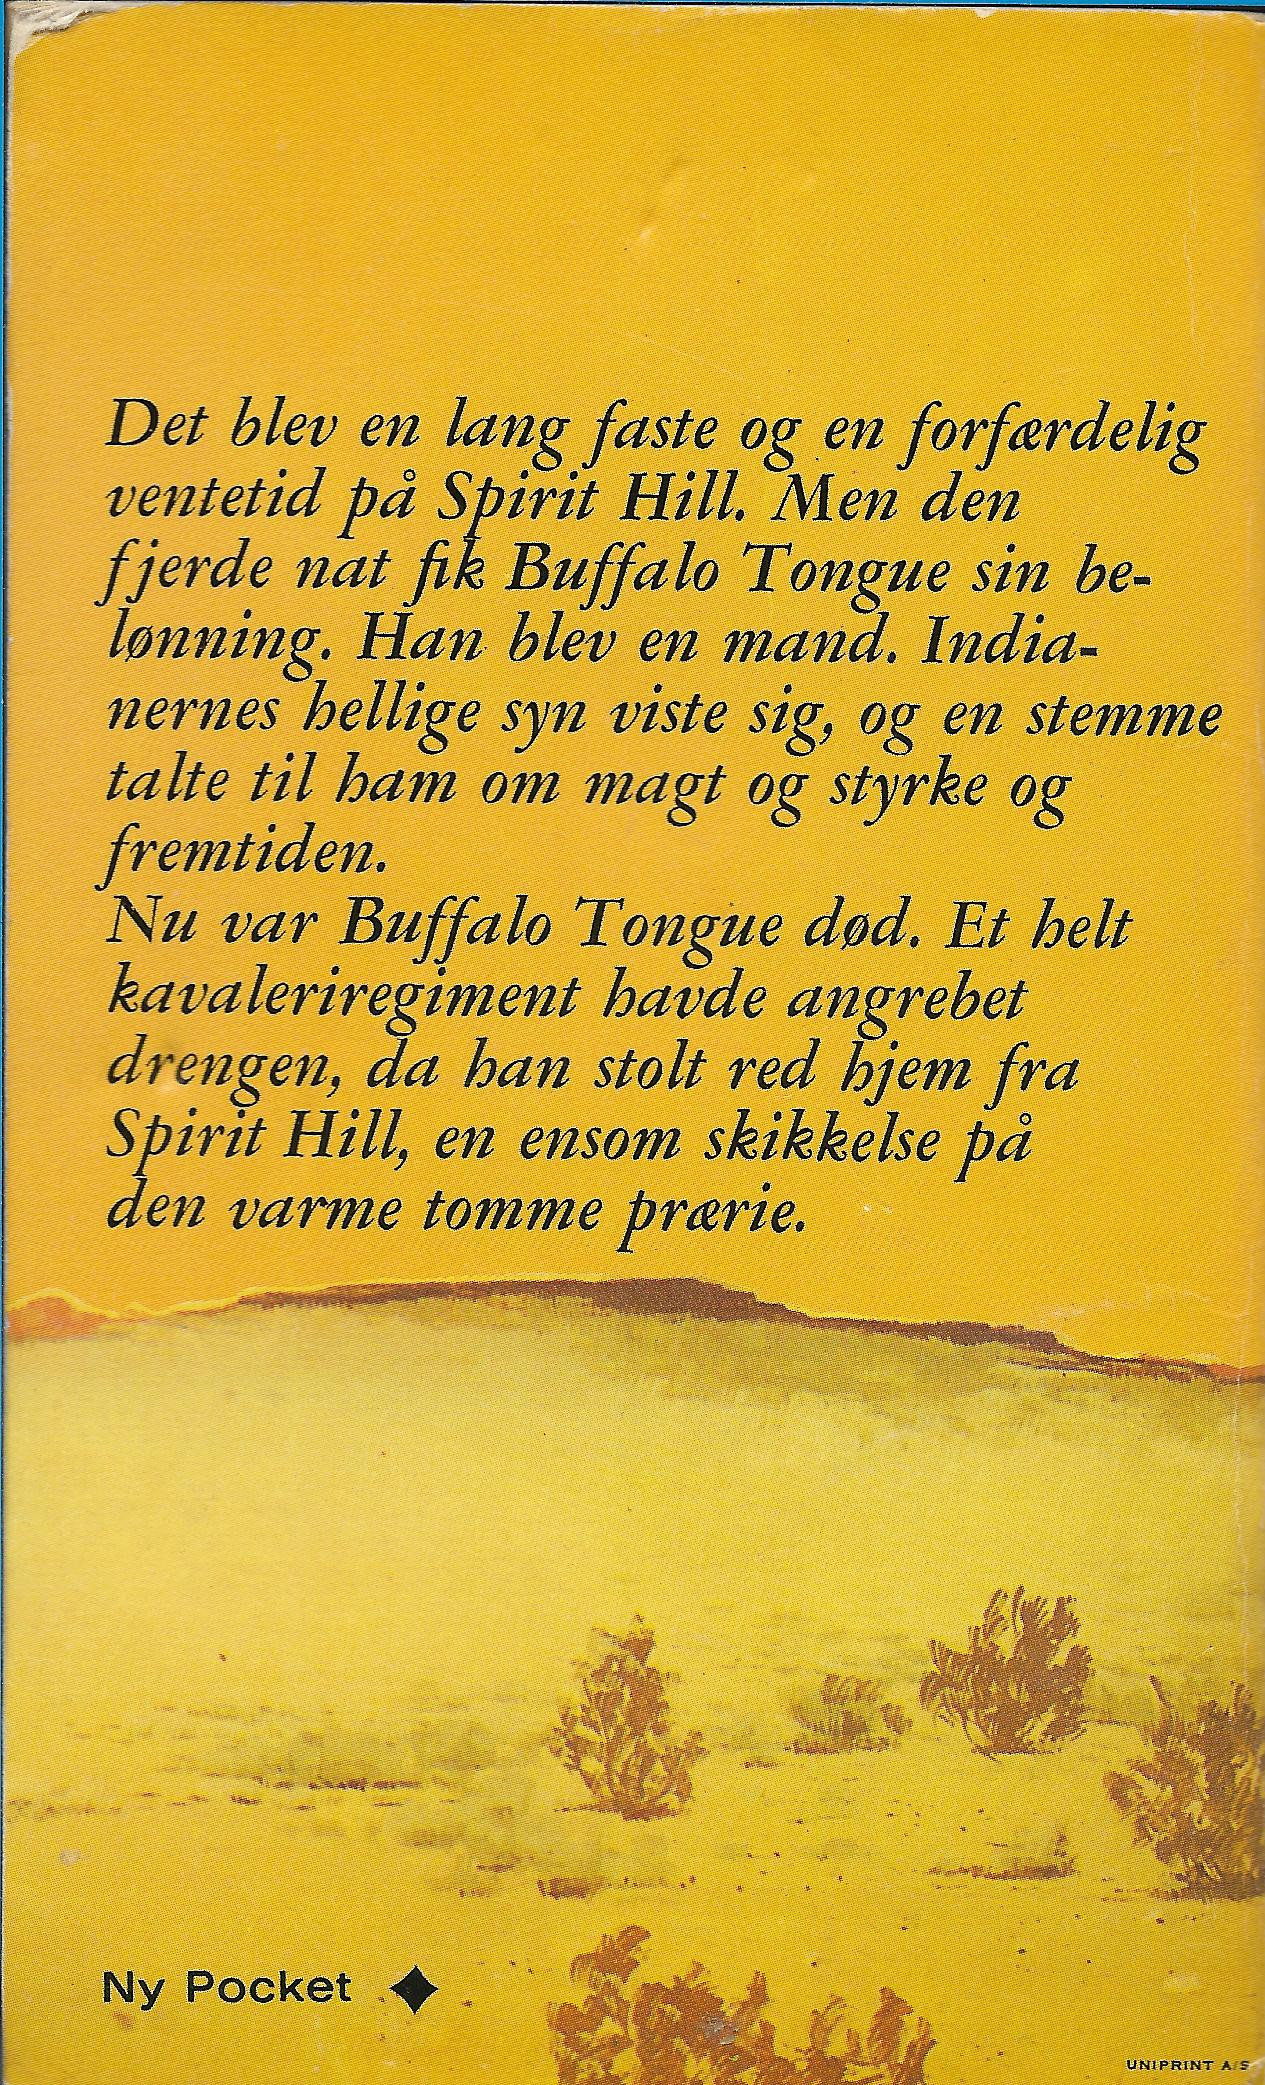 Det blev en lang faste og en forfærdelig
ventetid på Spirit Hill. Men den
fjerde nat fik Buffalo Tongue sin be-
lønning. Han blev en mand. India-
nernes hellige syn viste sig, og en stemme
talte til ham om magt og styrke og
fremtiden.
Nu var Buffalo Tongue død. Et helt
kavaleriregiment havde angrebet
drengen, da han stolt red hjem fra
Spirit Hill, en ensom skikkelse på
den varme tomme prærie.
Ny Pocket
UNIPRINT A/S